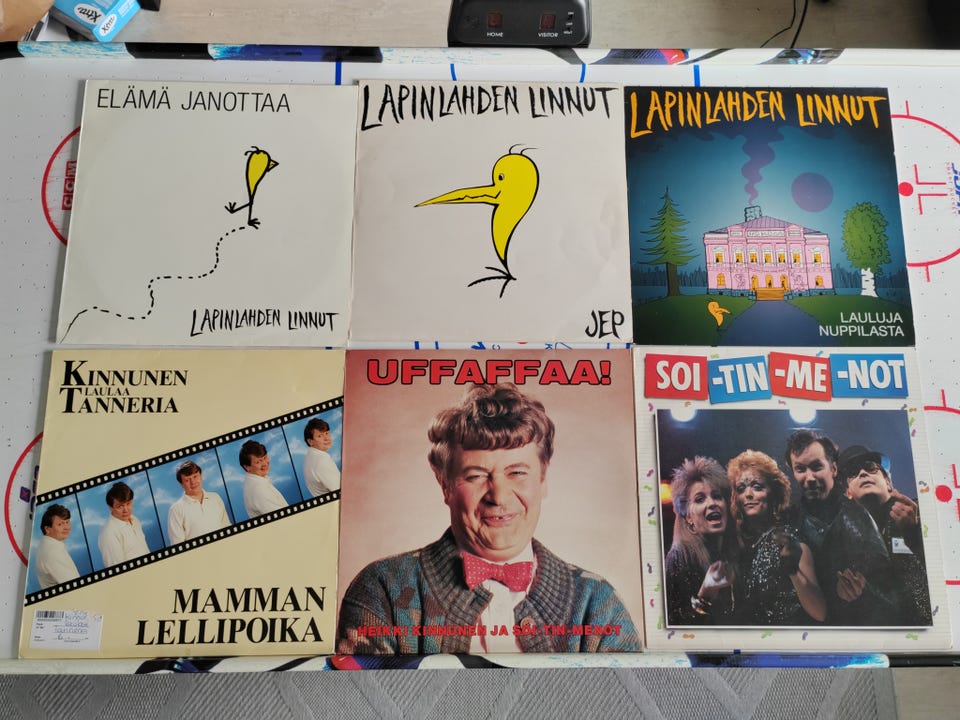 Xtra
HOME
VISITOR
ELÄMÄ JANOTTAA
LAPINLAHDEN LINNUT
LAPINLAHDEN LINNUT
JEP
LAPINLAHDEN LINNUT
LAULUJA
NUPPILASTA
KINNUNEN
LAULAA
TANNERIA
MAMMAN
LELLIPOIKA
UFFAFFAA!
HEIKKI KINNUNEN JA SOI-TIN-MENOT
SOI -TIN -ME -NOT